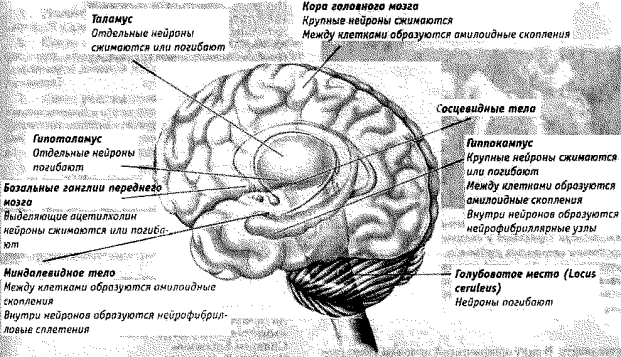 Таламус
Отдельные нейроны
сжимаются или погибают
Кора головного мозга
Крупные нейроны сжимаются
Между клетками образуются амилоидные скопления
Сосцевидные тела
Гипотоламус
Отдельные нейроны
погибают
Гиппокампус
Крупные нейроны сжимаются
или погибают
Между клетками образуются
амилоидные скопления
Внутри нейронов образуются
нейрофибриллярные узлы
Базальные ганглии переднего
мозга
Выделяющие ацетилхолин
нейроны сжимаются или погиба-
ют
Миндалевидное тело
Между клетками образуются амилоидные
скопления
Внутри нейронов образуются нейрофибрил-
ловые сплетения
Голубоватое место (Locus
ceruleus)
Нейроны погибают